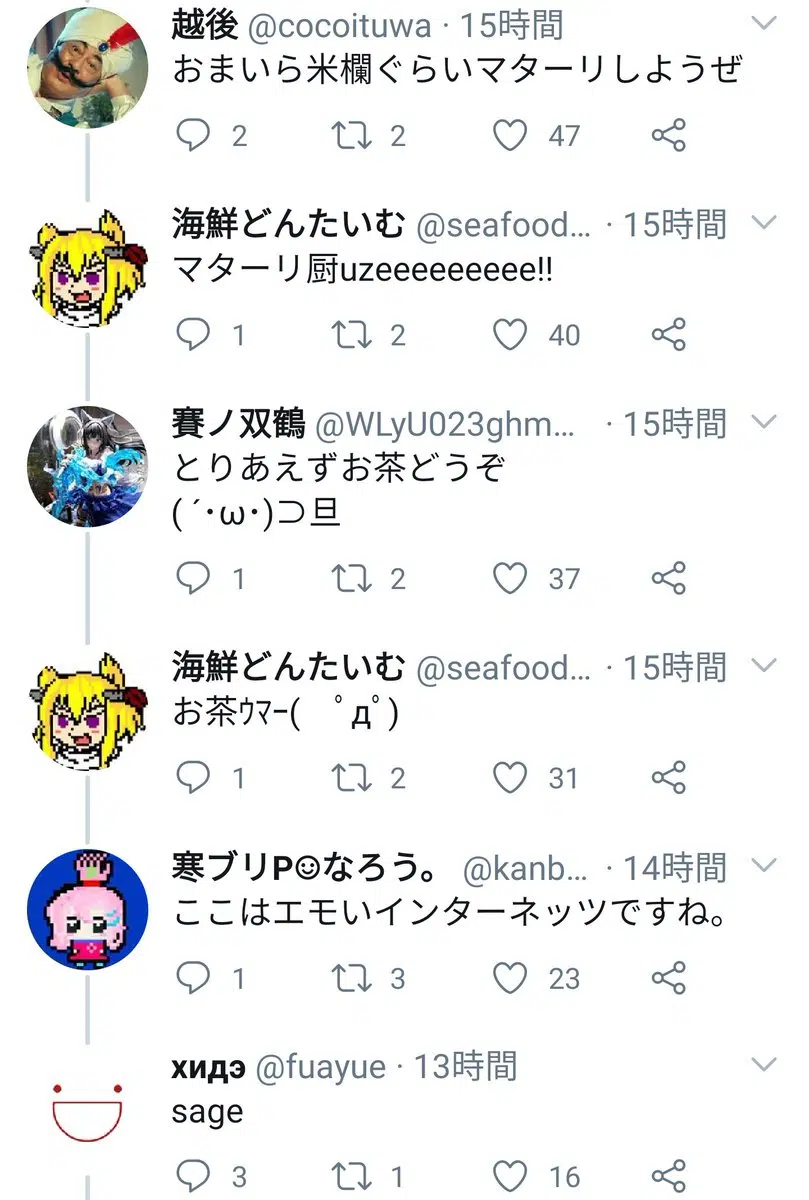 越後 @cocoituwa · 15時間
おまいら米欄ぐらいマターリしようぜ
2 2 47
海鮮どんたいむ @seafood… · 15時間
マターリ厨uzeeeeeeeee!!
1 2 40
賽ノ双鶴 @WLyU023ghm… · 15時間
とりあえずお茶どうぞ
(´･ω･)⊃旦
1 2 37
海鮮どんたいむ @seafood… · 15時間
お茶ｳﾏｰ(　ﾟдﾟ)
1 2 31
寒ブリP☺なろう。 @kanb… · 14時間
ここはエモいインターネッツですね。
1 3 23
хидэ @fuayue · 13時間
sage
3 1 16